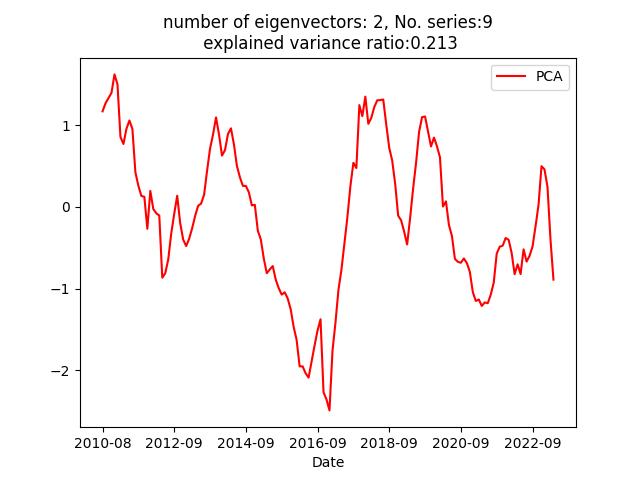 number of eigenvectors: 2, No. series:9
explained variance ratio:0.213
PCA
1
0
−1
−2
2010-08 2012-09 2014-09 2016-09 2018-09 2020-09 2022-09
Date